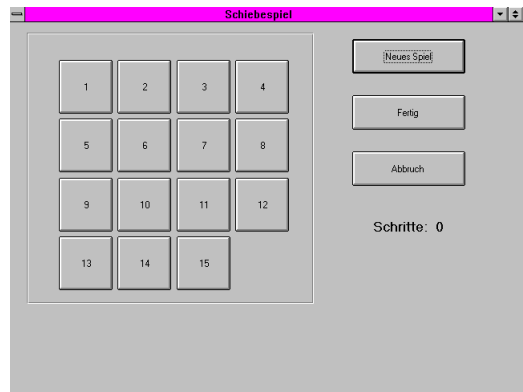 Schiebespiel
1 2 3 4
5 6 7 8
9 10 11 12
13 14 15
Neues Spiel
Fertig
Abbruch
Schritte: 0